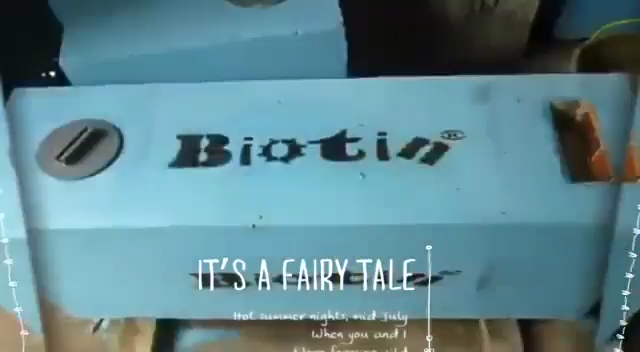 Biotin
IT'S A FAIRY TALE
Hot summer nights, mid July
When you and I